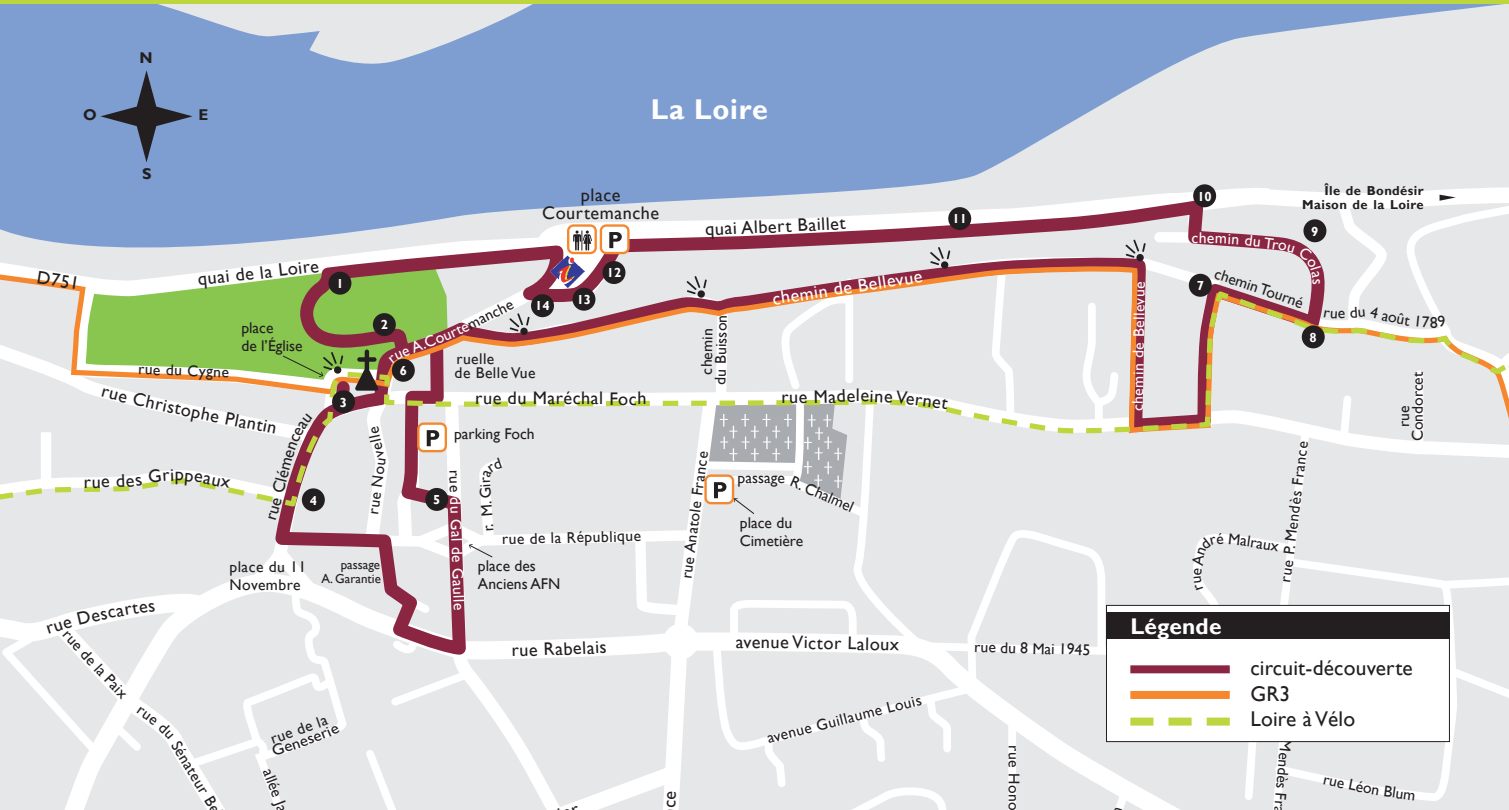 N
O
E
S
La Loire
place
Courtemanche
P
Île de Bondésir
Maison de la Loire
10
9
11
quai Albert Baillet
chemin du Trou Colas
D751
quai de la Loire
1
12
13
14
i
chemin de Bellevue
7
chemin Tourné
rue du 4 août 1789
8
2
rue A.Courtemanche
place
de l'Église
6
ruelle
de Belle Vue
chemin
du Buisson
chemin de Bellevue
rue du Cygne
3
rue du Maréchal Foch
rue Madeleine Vernet
rue
Condorcet
rue Christophe Plantin
rue Clémenceau
rue Nouvelle
P
parking Foch
rue des Grippeaux
4
5
rue du Gal de Gaulle
r. M. Girard
rue Anatole France
P
passage R. Chalmel
place du
Cimetière
rue P. Mendès France
rue de la République
rue André Malraux
place du 11
Novembre
passage
A. Garantie
place des
Anciens AFN
rue Descartes
rue Rabelais
avenue Victor Laloux
rue du 8 Mai 1945
rue de la Paix
rue du Sénateur Be
rue de la
Geneserie
allée Ja
avenue Guillaume Louis
rue Hono
Mendès Fra
rue Léon Blum
ce
Légende
circuit-découverte
GR3
Loire à Vélo